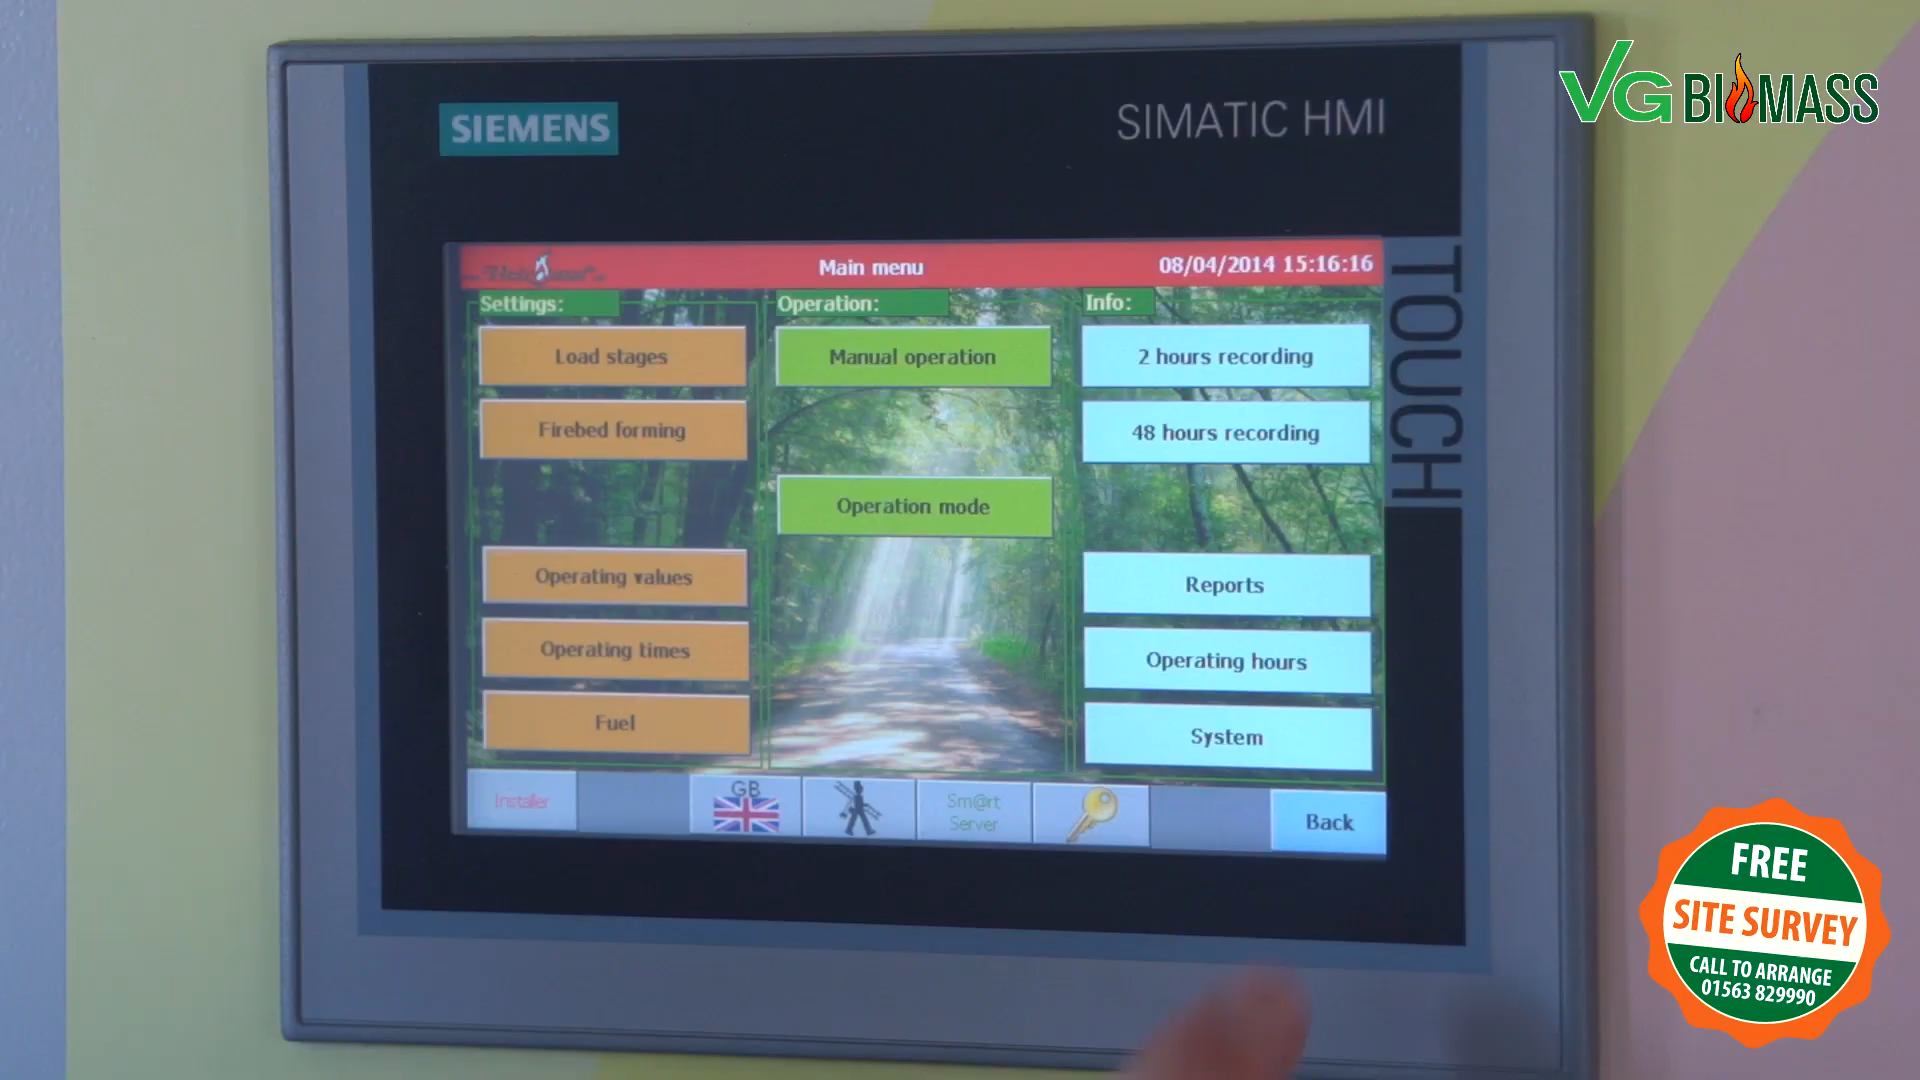 SIEMENS
SIMATIC HMI
TOUCH
VG BIOMASS
Main menu
08/04/2014 15:16:16
Settings:
Operation:
Info:
Load stages
Manual operation
2 hours recording
Firebed forming
48 hours recording
Operation mode
Operating values
Reports
Operating times
Operating hours
Fuel
System
Installer
GB
Sm@rt
Server
Back
FREE
SITE SURVEY
CALL TO ARRANGE
01563 829990